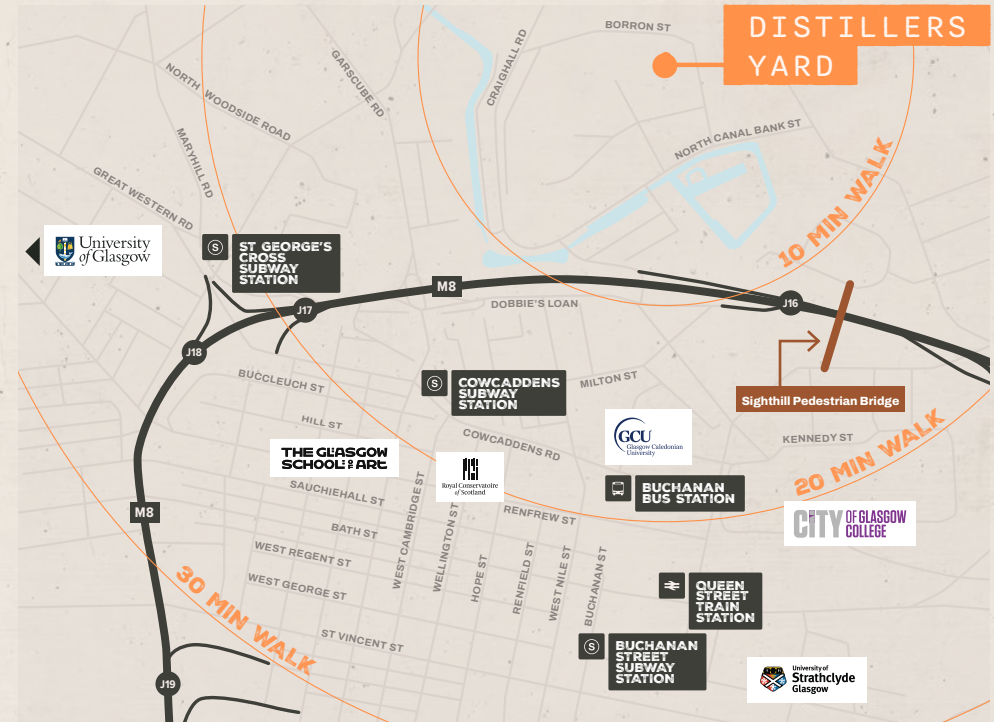 DISTILLERS
YARD
BORRON ST
CRAIGHALL RD
GARSCUBE RD
NORTH WOODSIDE ROAD
MARYHILL RD
GREAT WESTERN RD
NORTH CANAL BANK ST
10 MIN WALK
University
of Glasgow
S
ST GEORGE'S
CROSS
SUBWAY
STATION
M8
DOBBIE'S LOAN
J16
J17
J18
Sighthill Pedestrian Bridge
BUCCLEUCH ST
S
COWCADDENS
SUBWAY
STATION
MILTON ST
HILL ST
COWCADDENS RD
GCU
Glasgow Caledonian
University
KENNEDY ST
20 MIN WALK
THE GLASGOW
SCHOOL OF ART
Royal Conservatoire
of Scotland
SAUCHIEHALL ST
BUCHANAN
BUS STATION
RENFREW ST
CITY OF GLASGOW
COLLEGE
M8
BATH ST
WEST REGENT ST
WEST GEORGE ST
WEST CAMBRIDGE ST
WELLINGTON ST
HOPE ST
RENFIELD ST
WEST NILE ST
BUCHANAN ST
30 MIN WALK
QUEEN
STREET
TRAIN
STATION
ST VINCENT ST
S
BUCHANAN
STREET
SUBWAY
STATION
University of
Strathclyde
Glasgow
J19